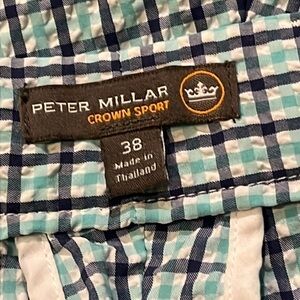 PETER MILLAR
CROWN SPORT
38
Made in
Thailand